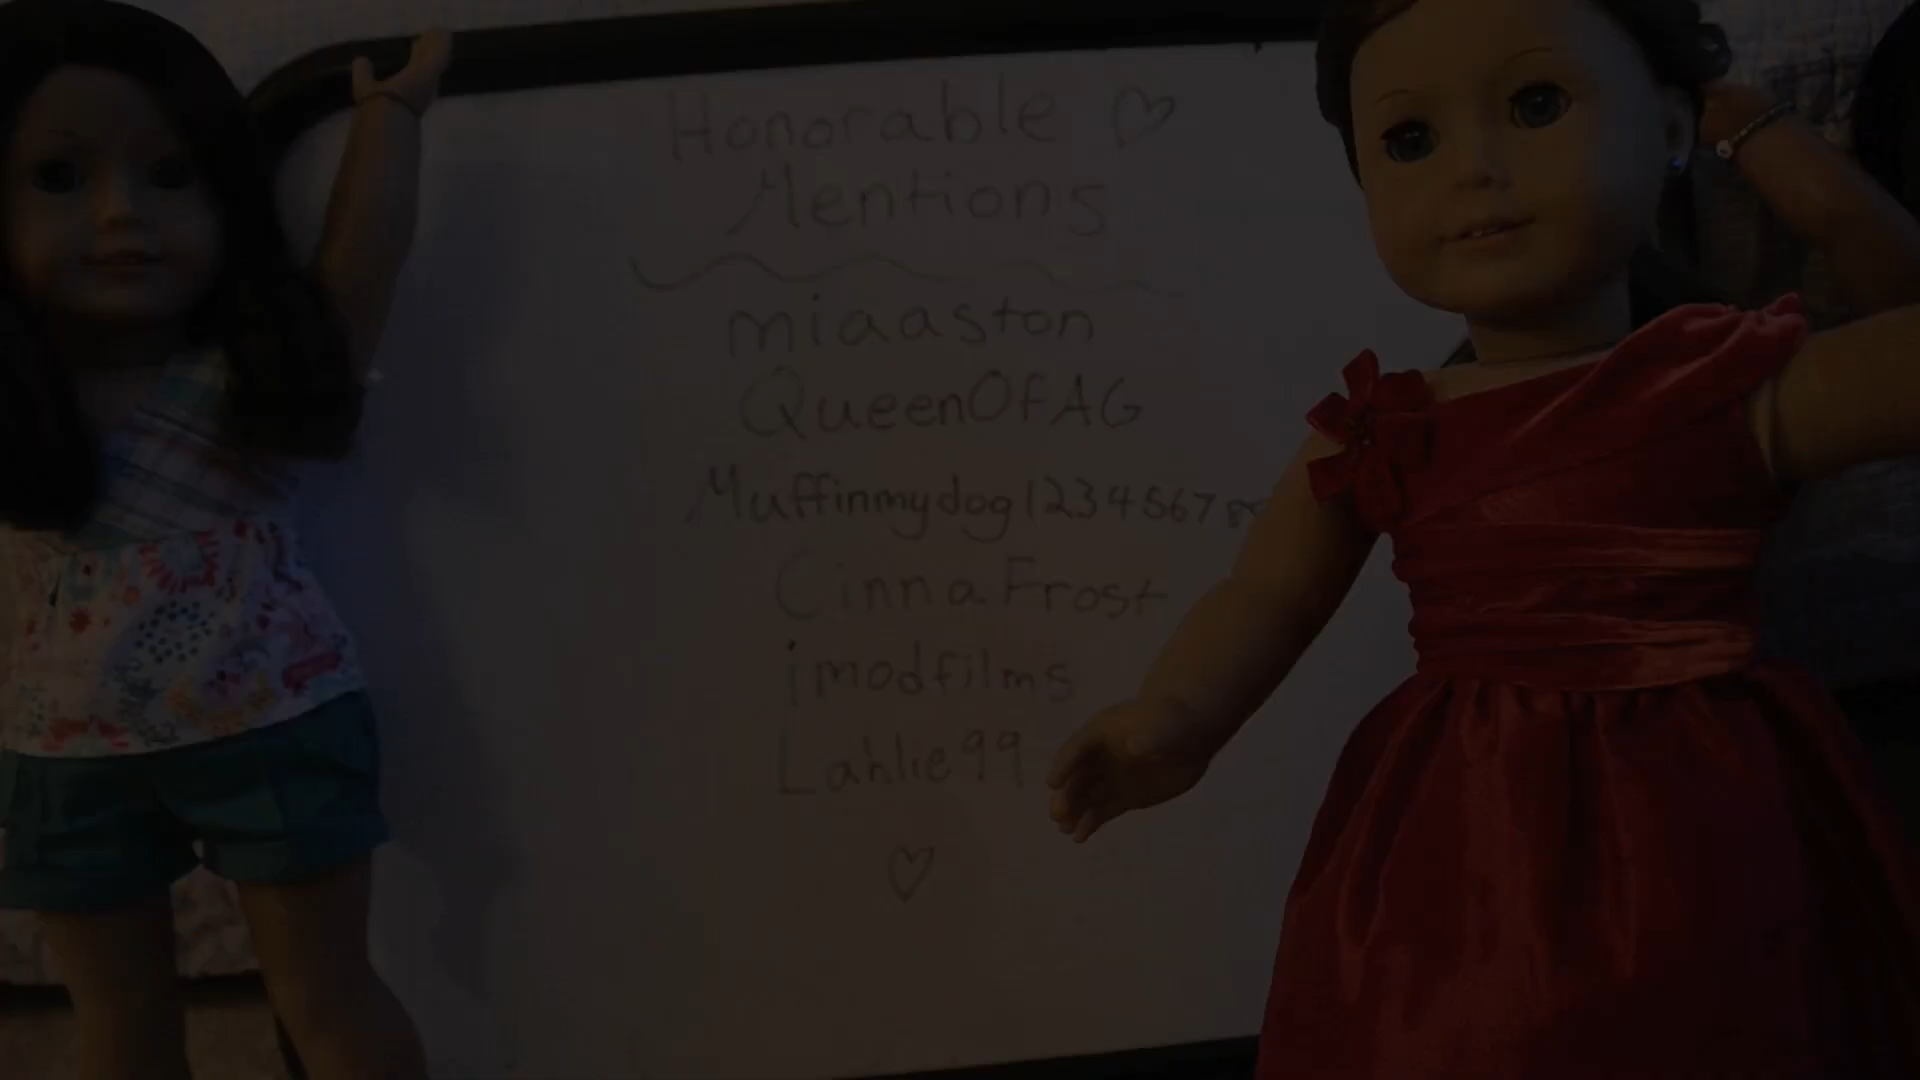 Honorable ♡
Mentions
miaaston
QueenOfAG
Muffinmydog12345678
CinnaFrost
imodfilms
Lahlie99
♡